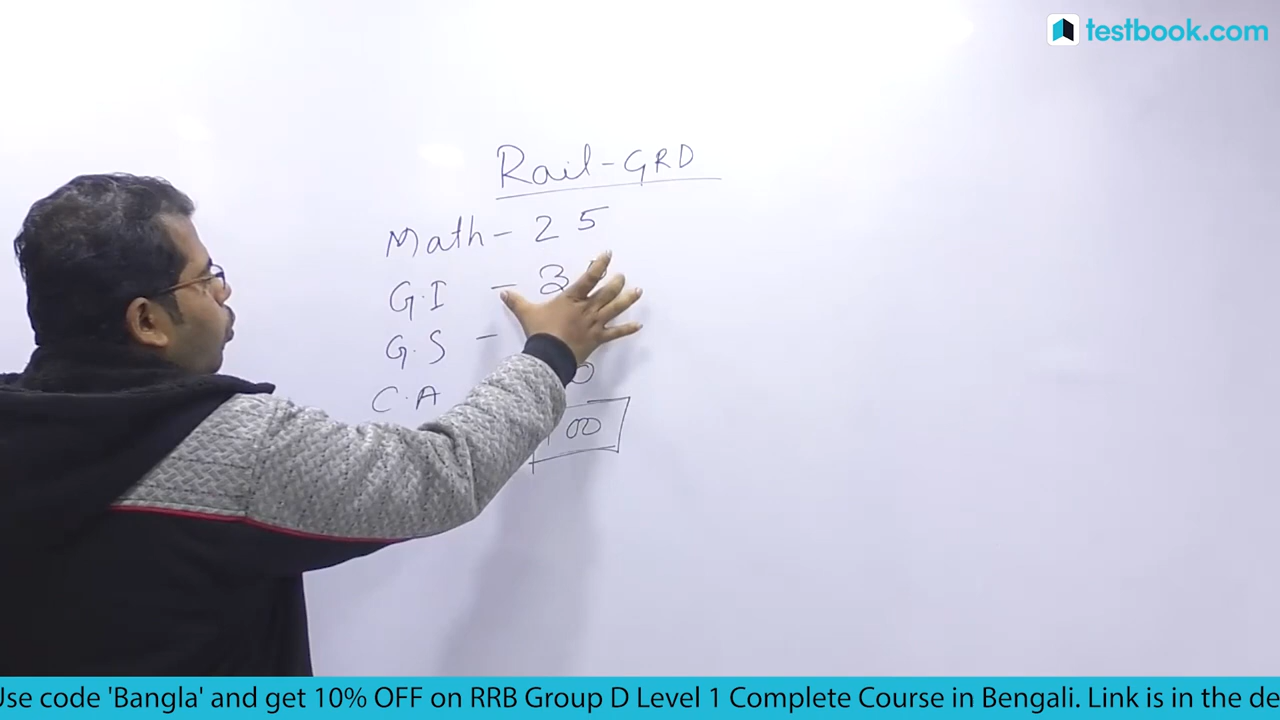 testbook.com
Rail-GRD
Math - 25
G.I - 3
G.S -
C.A
100
Use code 'Bangla' and get 10% OFF on RRB Group D Level 1 Complete Course in Bengali. Link is in the de